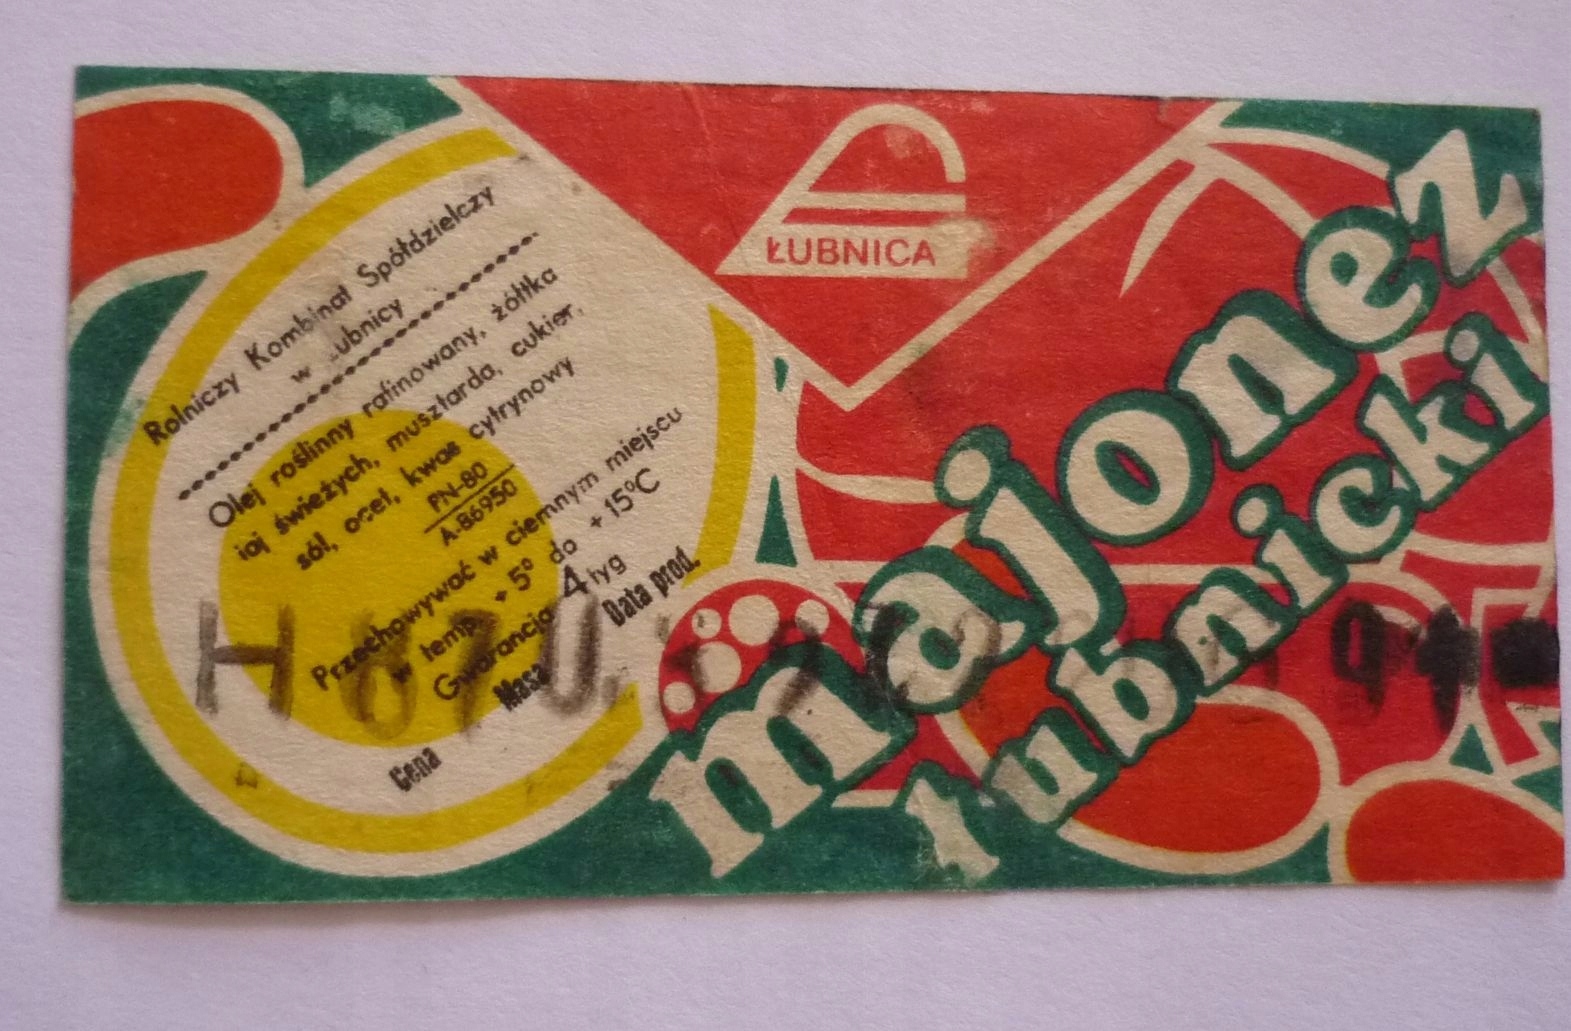 Rolniczy Kombinat Spółdzielczy
w Łubnicy
Olej roślinny rafinowany, żółtka
jaj świeżych, musztarda, cukier,
sól, ocet, kwas cytrynowy
PN-80
A-86950
Przechowywać w ciemnym miejscu
w temp. +5° do +15°C
Gwarancja 4 tyg
Data prod.
Masa
Cena
ŁUBNICA
majonez
łubnicki